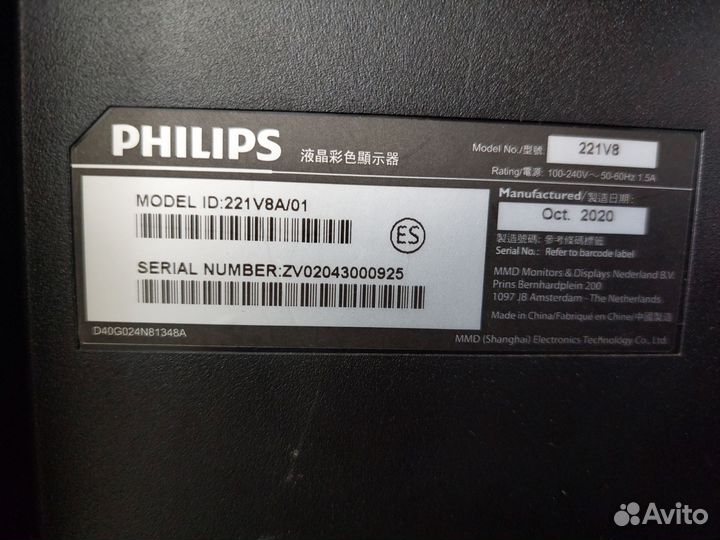 PHILIPS 液晶彩色顯示器
MODEL ID:221V8A/01
ES
SERIAL NUMBER:ZV02043000925
D40G024N81348A
Model No./型號: 221V8
Rating/電源: 100-240V～50-60Hz 1.5A
Manufactured/製造日期:
Oct. 2020
製造號碼: 參考條碼標籤
Serial No.: Refer to barcode label
MMD Monitors & Displays Nederland B.V.
Prins Bernhardplein 200
1097 JB Amsterdam - The Netherlands
Made in China/Fabriqué en Chine/中國製造
MMD (Shanghai) Electronics Technology Co., Ltd.
Avito